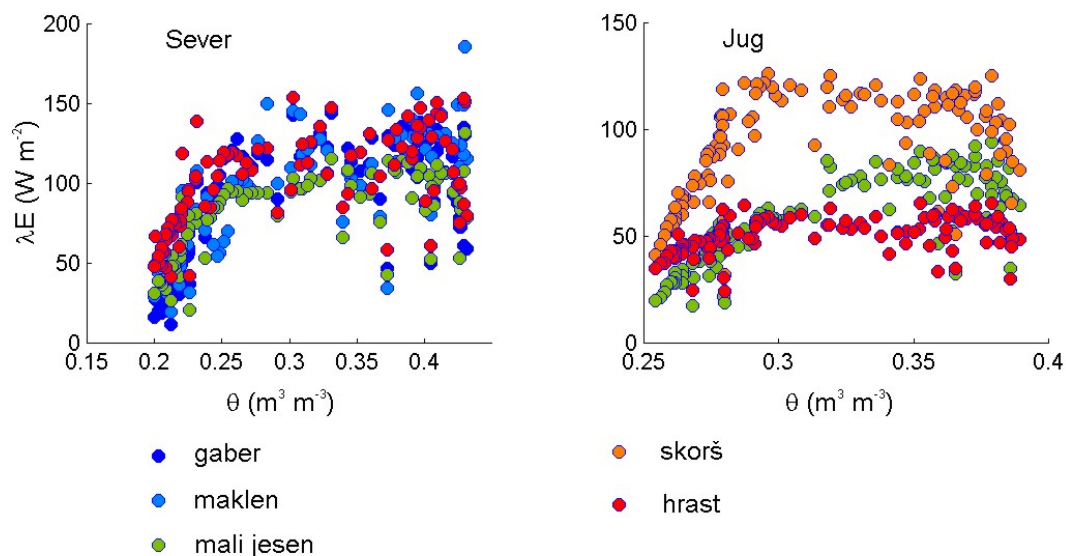 Sever
Jug
λE (W m⁻²)
200
150
100
50
0
0.15 0.2 0.25 0.3 0.35 0.4
θ (m³ m⁻³)
150
100
50
0
0.25 0.3 0.35 0.4
θ (m³ m⁻³)
gaber
maklen
mali jesen
skorš
hrast